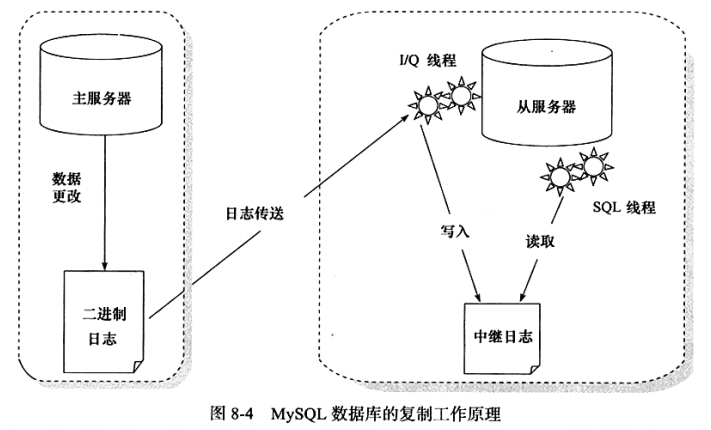 主服务器
数据
更改
二进制
日志
日志传送
I/Q 线程
从服务器
SQL 线程
写入
读取
中继日志
图 8-4 MySQL 数据库的复制工作原理